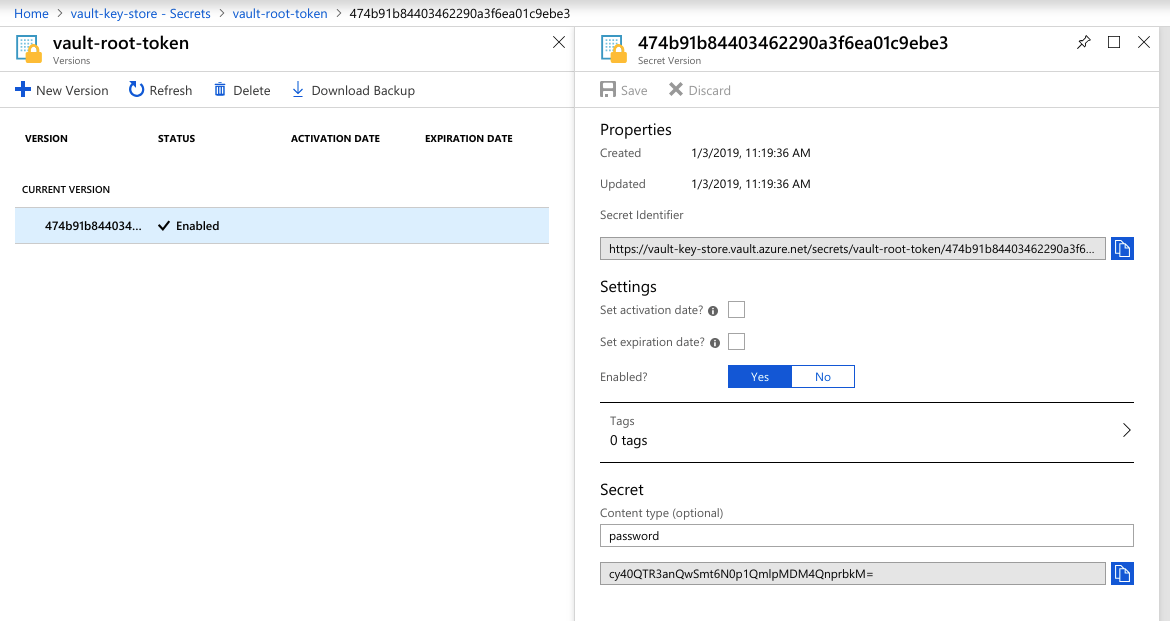 Home > vault-key-store - Secrets > vault-root-token > 474b91b84403462290a3f6ea01c9ebe3
vault-root-token
Versions
New Version Refresh Delete Download Backup
VERSION STATUS ACTIVATION DATE EXPIRATION DATE
CURRENT VERSION
474b91b844034... Enabled
474b91b84403462290a3f6ea01c9ebe3
Secret Version
Save Discard
Properties
Created 1/3/2019, 11:19:36 AM
Updated 1/3/2019, 11:19:36 AM
Secret Identifier
https://vault-key-store.vault.azure.net/secrets/vault-root-token/474b91b84403462290a3f6...
Settings
Set activation date?
Set expiration date?
Enabled? Yes No
Tags
0 tags
Secret
Content type (optional)
password
cy40QTR3anQwSmt6N0p1QmlpMDM4QnprbkM=